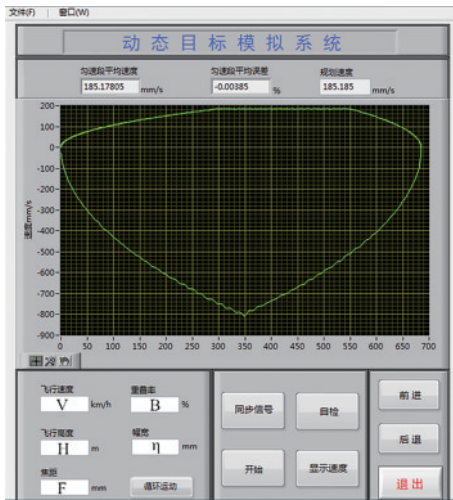 文件(F) 窗口(W)
动态目标模拟系统
匀速段平均速度 匀速段平均误差 规划速度
185.17805 mm/s -0.00385 % 185.185 mm/s
200
100
0
-100
-200
-300
-400
-500
-600
-700
-800
-900
速度mm/s
0 50 100 150 200 250 300 350 400 450 500 550 600 650 700
飞行速度 重叠率
V km/h B %
飞行高度 幅宽
H m η mm
焦距
F mm 循环运动
同步信号 自检
开始 显示速度
前进
后退
退出